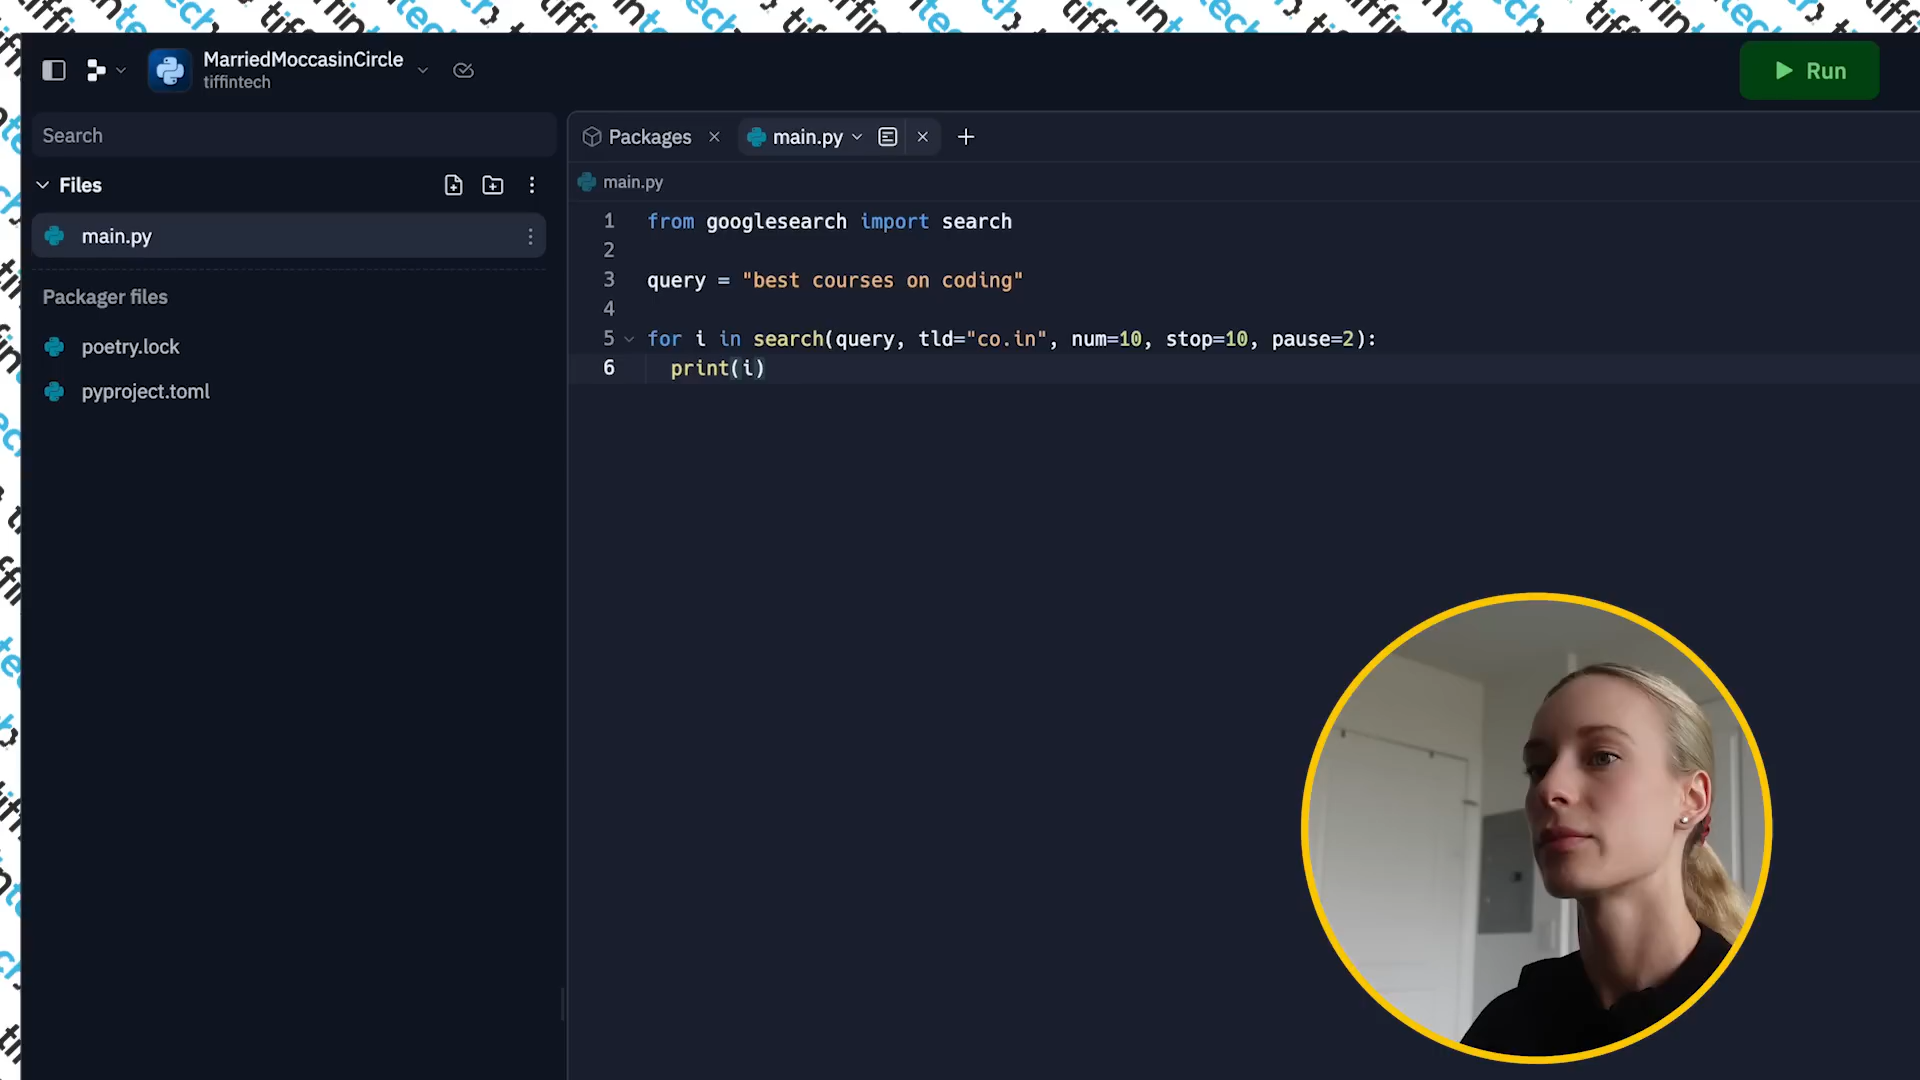 MarriedMoccasinCircle
tiffintech
Run
Search
Packages
main.py
Files
main.py
main.py
Packager files
poetry.lock
pyproject.toml
1 from googlesearch import search
2
3 query = "best courses on coding"
4
5 for i in search(query, tld="co.in", num=10, stop=10, pause=2):
6 print(i)